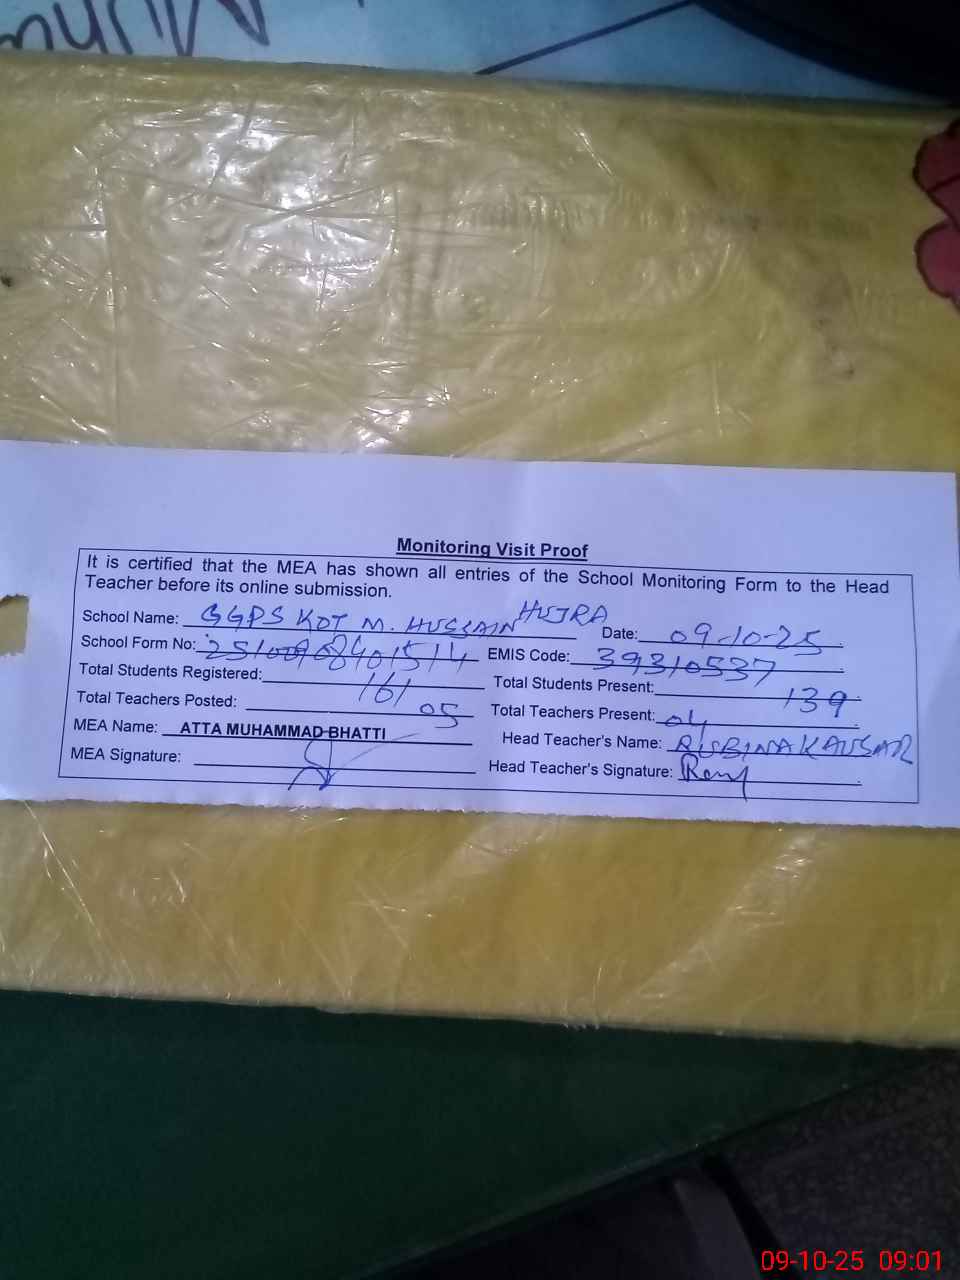 Monitoring Visit Proof
It is certified that the MEA has shown all entries of the School Monitoring Form to the Head
Teacher before its online submission.
School Name: GGPS KOT M. HUSSAIN HUJRA Date: 09-10-25
School Form No: EMIS Code: 39310537
Total Students Registered: 161 Total Students Present: 139
Total Teachers Posted: 05 Total Teachers Present: 04
MEA Name: ATTA MUHAMMAD BHATTI Head Teacher's Name: RUBINA KAUSAR
MEA Signature: Head Teacher's Signature:
09-10-25 09:01